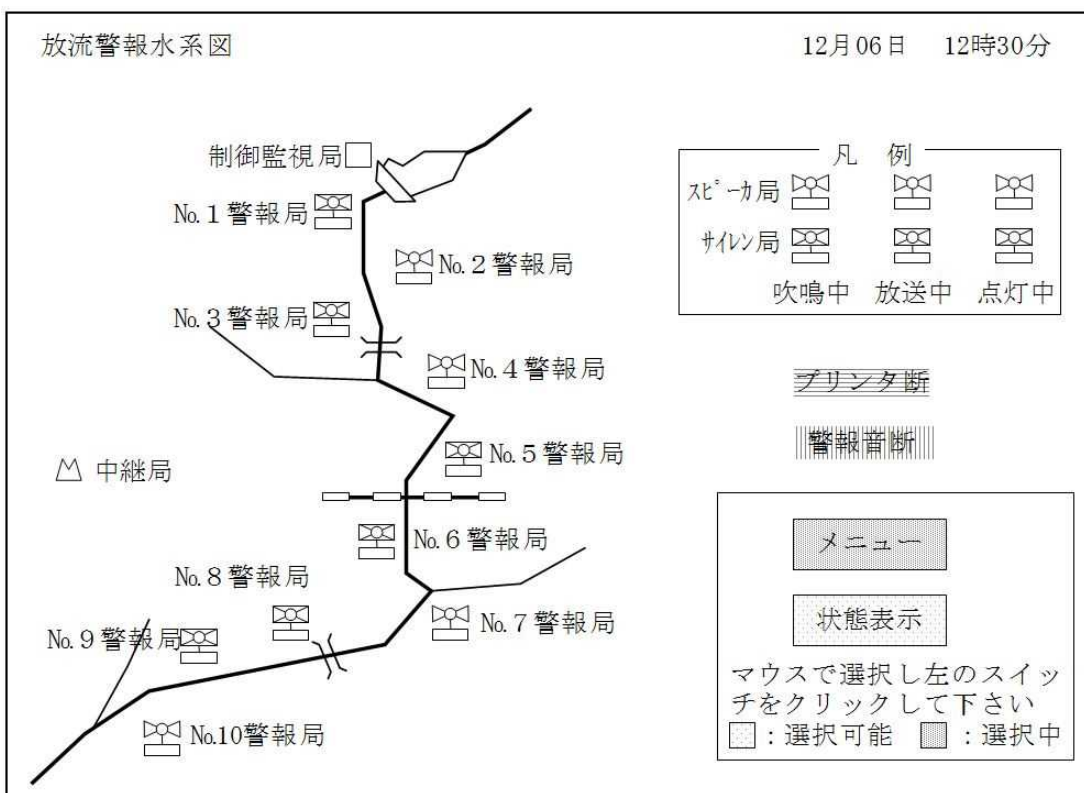 放流警報水系図
12月06日 12時30分
制御監視局
凡 例
スピーカ局
サイレン局
吹鳴中 放送中 点灯中
No.1警報局
No.2警報局
No.3警報局
No.4警報局
プリンタ断
警報音断
No.5警報局
中継局
No.6警報局
メニュー
No.8警報局
状態表示
No.7警報局
No.9警報局
マウスで選択し左のスイッ
チをクリックして下さい
:選択可能 :選択中
No.10警報局